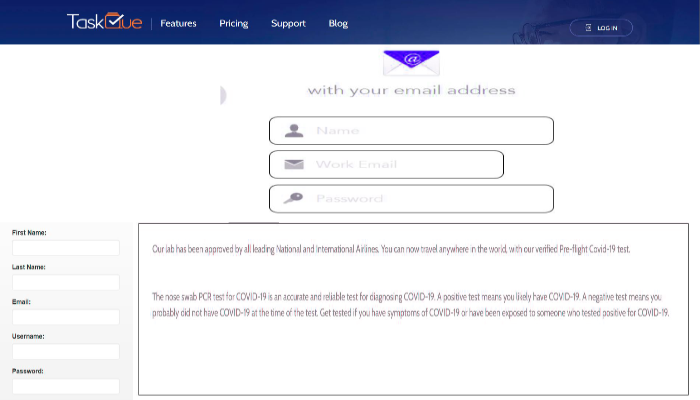 TaskQue
Features
Pricing
Support
Blog
LOG IN
@
with your email address
Name
Work Email
Password
First Name:
Last Name:
Email:
Username:
Password:
Our lab has been approved by all leading National and International Airlines. You can now travel anywhere in the world, with our verified Pre-flight Covid-19 test.
The nose swab PCR test for COVID-19 is an accurate and reliable test for diagnosing COVID-19. A positive test means you likely have COVID-19. A negative test means you
probably did not have COVID-19 at the time of the test. Get tested if you have symptoms of COVID-19 or have been exposed to someone who tested positive for COVID-19.